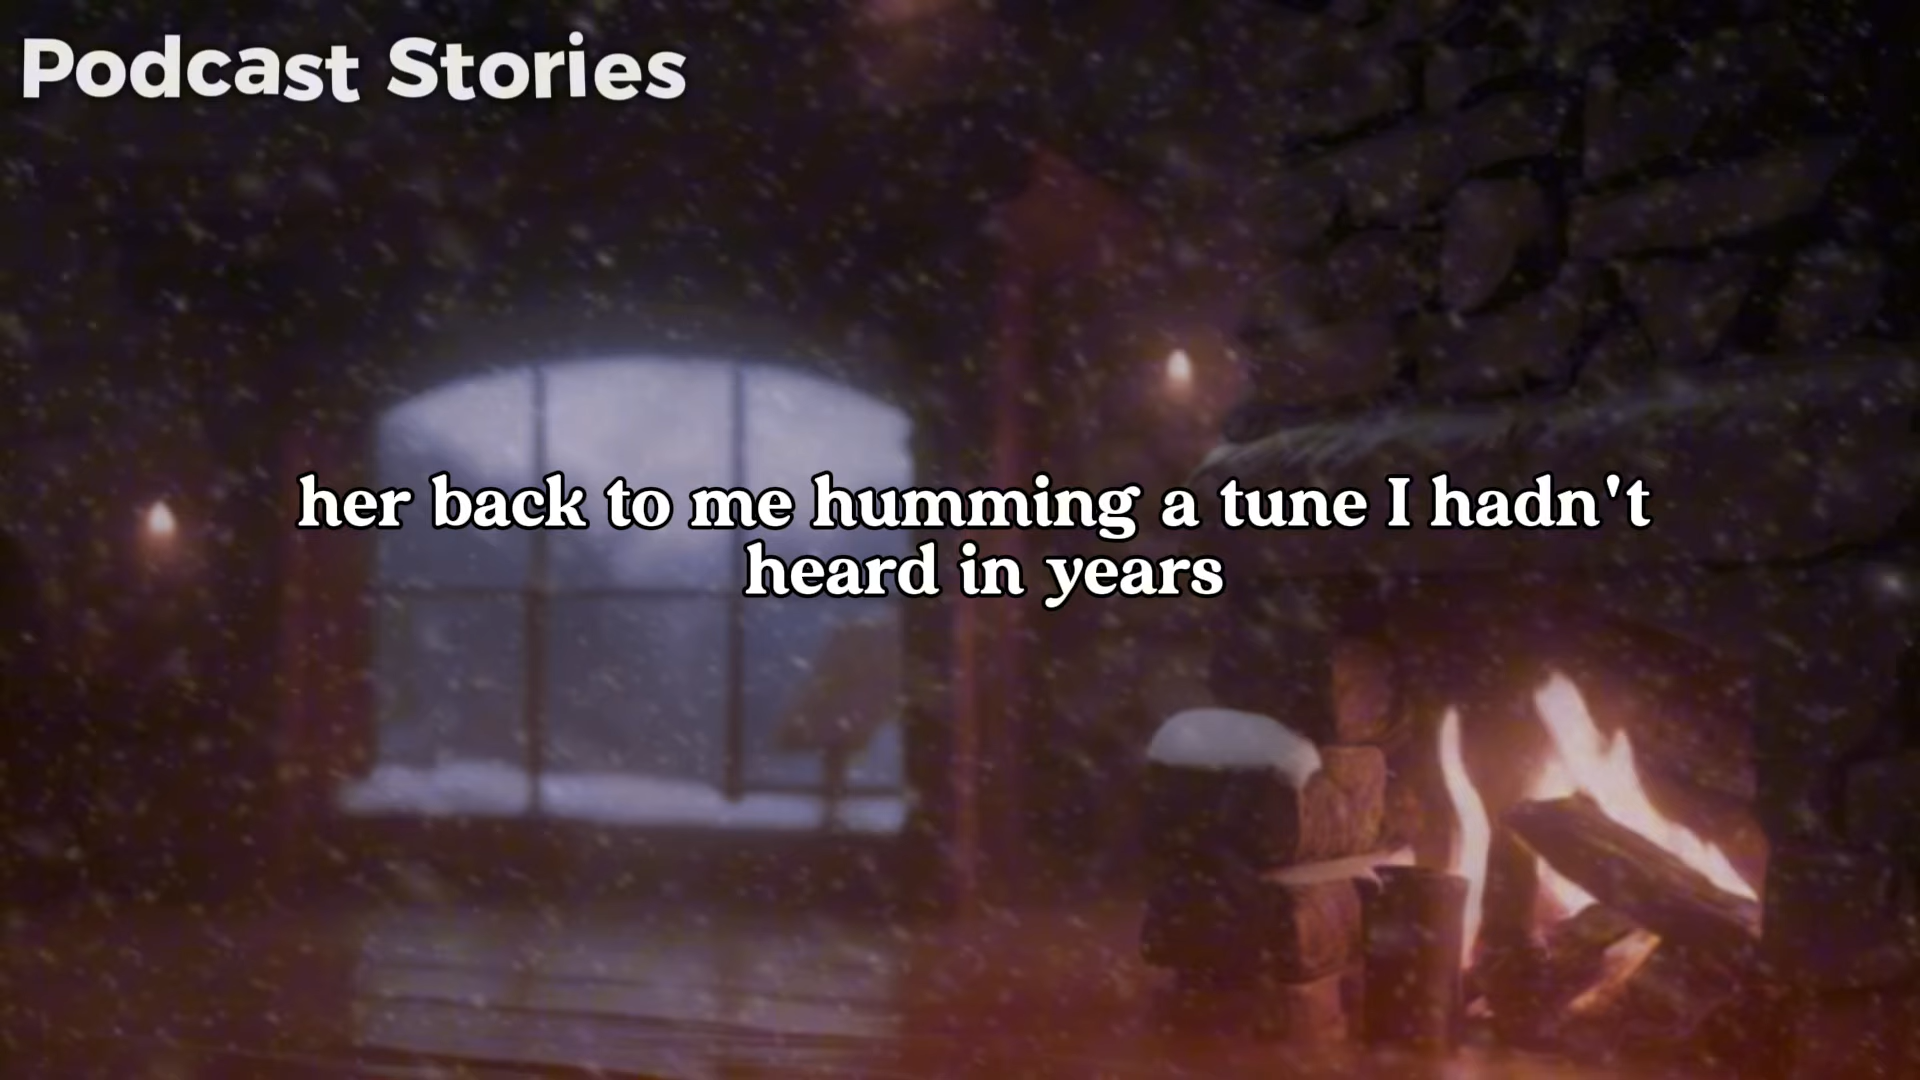 Podcast Stories
her back to me humming a tune I hadn't
heard in years